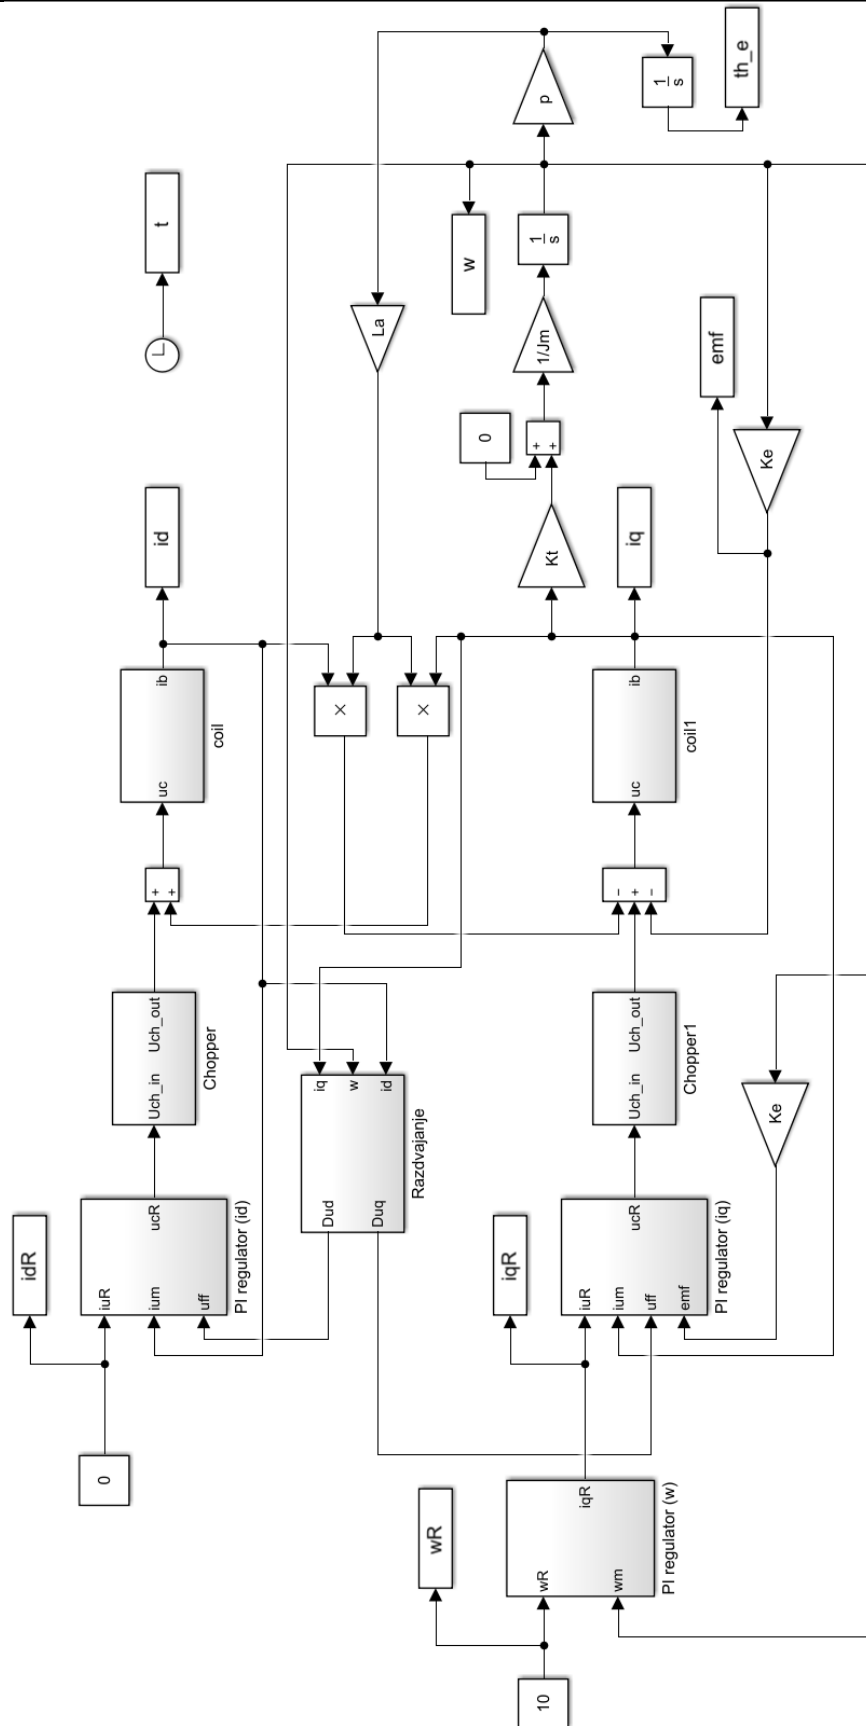 0
idR
iuR
ium
uff
ucR
PI regulator (id)
Uch_in
Uch_out
Chopper
+
+
uc
ib
coil
id
t
Dud
Duq
iq
w
id
Razdvajanje
×
×
La
10
wR
wR
wm
iqR
PI regulator (w)
iqR
iuR
ium
uff
emf
ucR
PI regulator (iq)
Uch_in
Uch_out
Chopper1
−
+
−
uc
ib
coil1
iq
Kt
0
+
+
1/Jm
1
s
w
p
1
s
th_e
Ke
emf
Ke